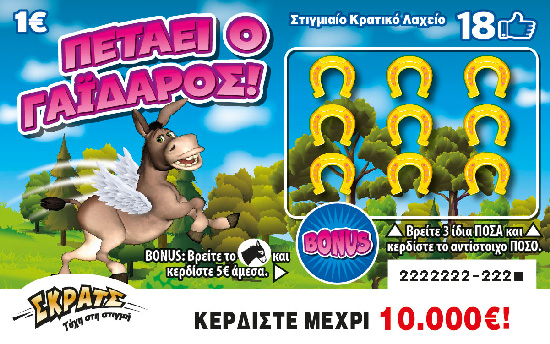 1€
Στιγμιαίο Κρατικό Λαχείο
18
ΠΕΤΑΕΙ Ο
ΓΑΪΔΑΡΟΣ!
BONUS: Βρείτε το και
κερδίστε 5€ άμεσα.
BONUS
Βρείτε 3 ίδια ΠΟΣΑ και
κερδίστε το αντίστοιχο ΠΟΣΟ.
2222222-222
ΣΚΡΑΤΣ
Τύχη στη στιγμή
ΚΕΡΔΙΣΤΕ ΜΕΧΡΙ 10.000€!